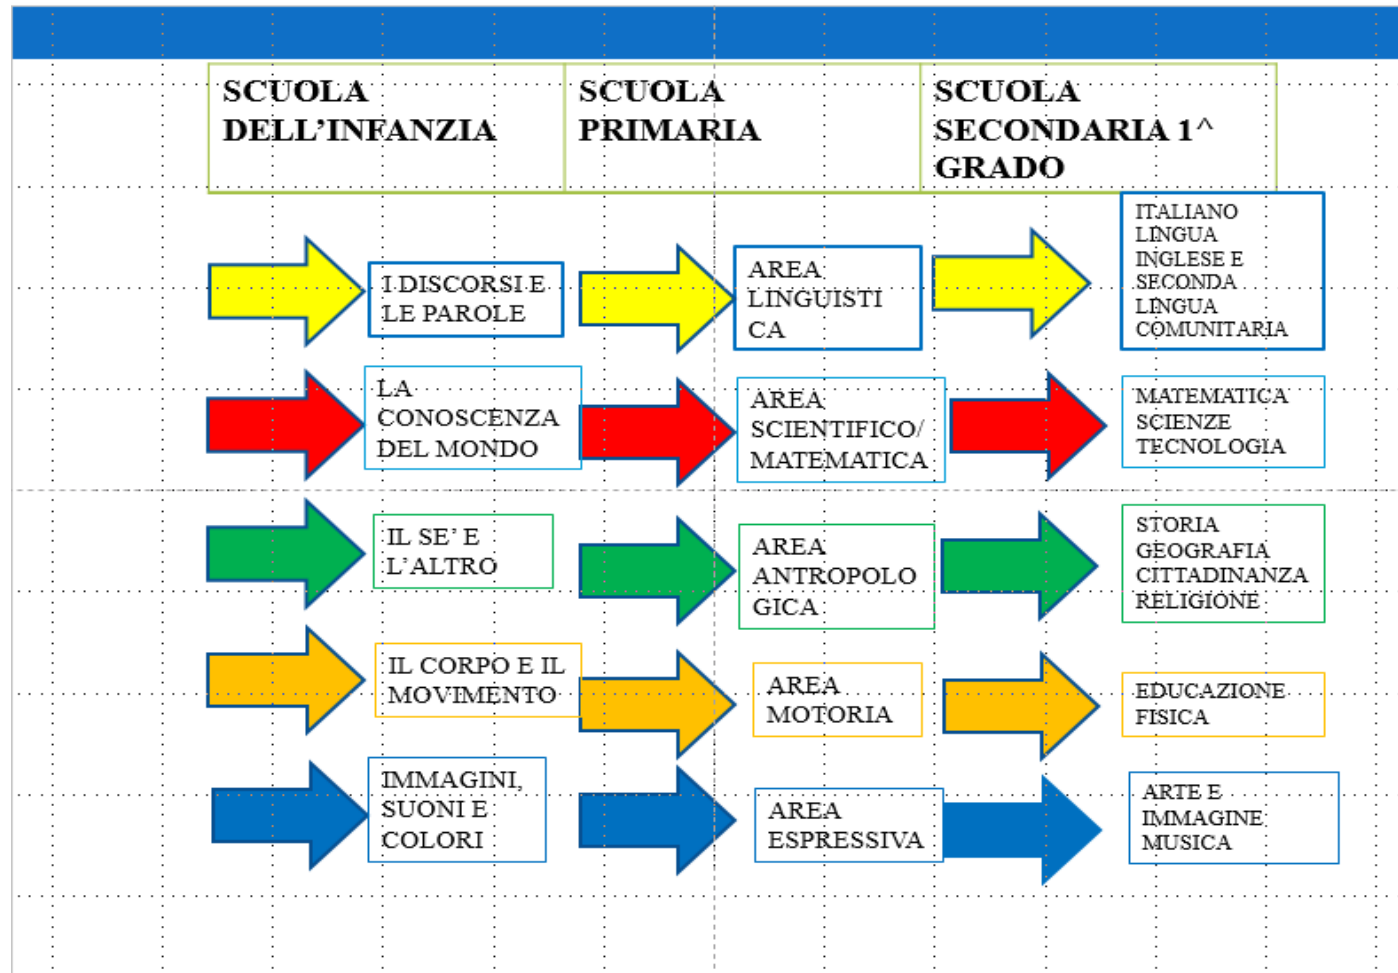 SCUOLA
DELL’INFANZIA
SCUOLA
PRIMARIA
SCUOLA
SECONDARIA 1^
GRADO
I DISCORSI E
LE PAROLE
AREA
LINGUISTI
CA
ITALIANO
LINGUA
INGLESE E
SECONDA
LINGUA
COMUNITARIA
LA
CONOSCENZA
DEL MONDO
AREA
SCIENTIFICO/
MATEMATICA
MATEMATICA
SCIENZE
TECNOLOGIA
IL SE’ E
L’ALTRO
AREA
ANTROPOLO
GICA
STORIA
GEOGRAFIA
CITTADINANZA
RELIGIONE
IL CORPO E IL
MOVIMENTO
AREA
MOTORIA
EDUCAZIONE
FISICA
IMMAGINI,
SUONI E
COLORI
AREA
ESPRESSIVA
ARTE E
IMMAGINE
MUSICA